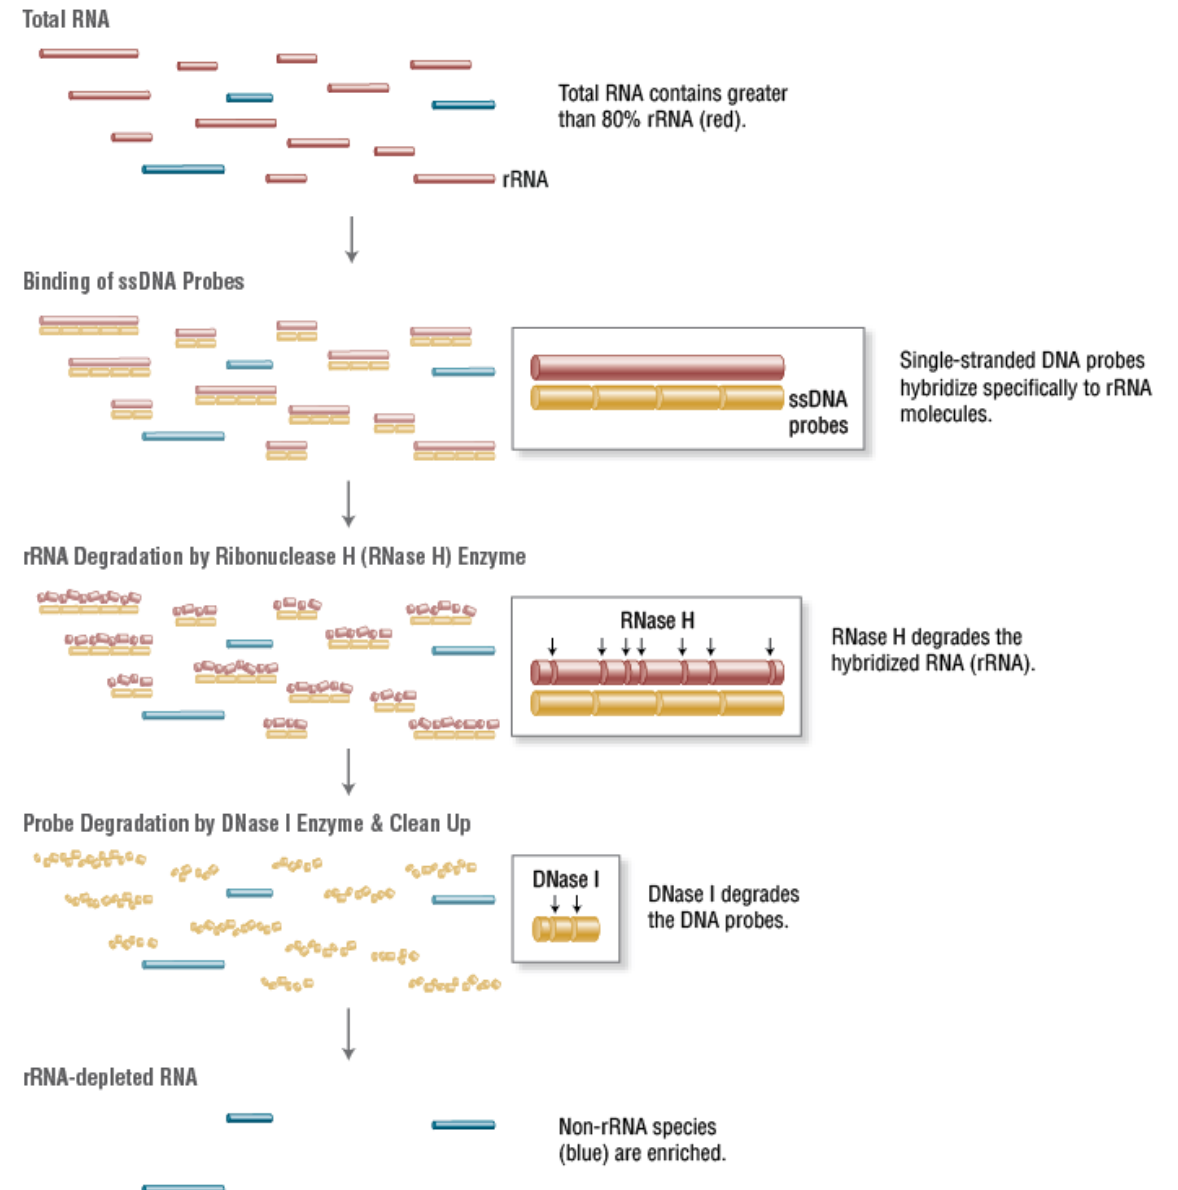 Total RNA
Total RNA contains greater
than 80% rRNA (red).
rRNA
Binding of ssDNA Probes
ssDNA
probes
Single-stranded DNA probes
hybridize specifically to rRNA
molecules.
rRNA Degradation by Ribonuclease H (RNase H) Enzyme
RNase H
RNase H degrades the
hybridized RNA (rRNA).
Probe Degradation by DNase I Enzyme & Clean Up
DNase I
DNase I degrades
the DNA probes.
rRNA-depleted RNA
Non-rRNA species
(blue) are enriched.